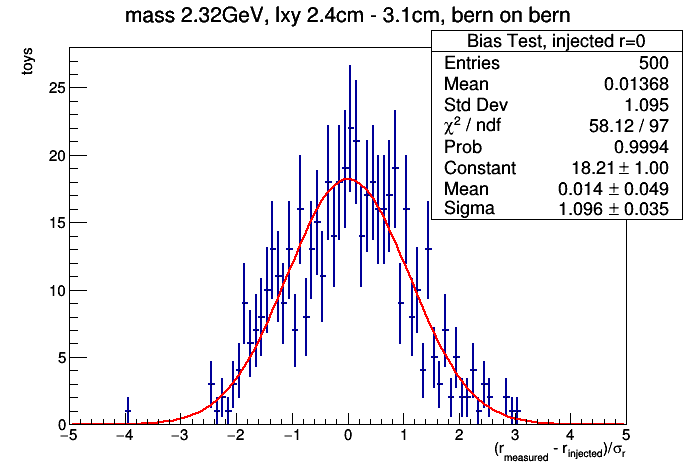 mass 2.32GeV, lxy 2.4cm - 3.1cm, bern on bern
toys
Bias Test, injected r=0
Entries 500
Mean 0.01368
Std Dev 1.095
χ² / ndf 58.12 / 97
Prob 0.9994
Constant 18.21 ± 1.00
Mean 0.014 ± 0.049
Sigma 1.096 ± 0.035
25
20
15
10
5
0
−5 −4 −3 −2 −1 0 1 2 3 4 5
(r_measured - r_injected)/σ_r